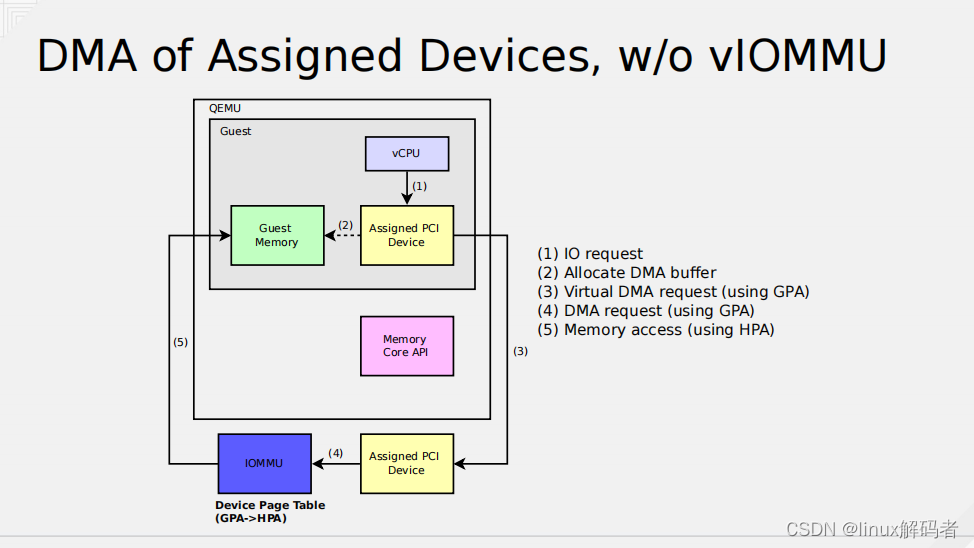 DMA of Assigned Devices, w/o vIOMMU
QEMU
Guest
vCPU
(1)
Guest
Memory
(2)
Assigned PCI
Device
(1) IO request
(2) Allocate DMA buffer
(3) Virtual DMA request (using GPA)
(4) DMA request (using GPA)
(5) Memory access (using HPA)
(5)
Memory
Core API
(3)
IOMMU
(4)
Assigned PCI
Device
Device Page Table
(GPA->HPA)
CSDN @linux解码者